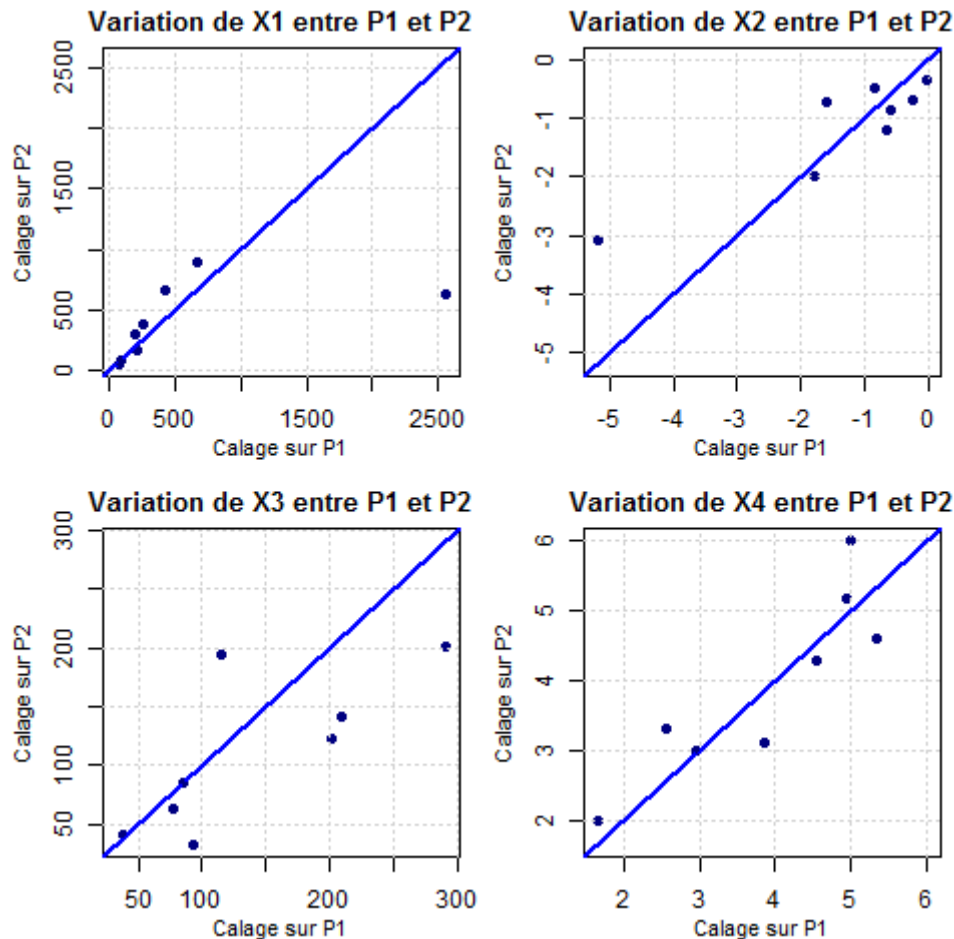 Variation de X1 entre P1 et P2
Calage sur P2
2500
1500
500
0
0 500 1500 2500
Calage sur P1
Variation de X2 entre P1 et P2
Calage sur P2
0
-1
-2
-3
-4
-5
-5 -4 -3 -2 -1 0
Calage sur P1
Variation de X3 entre P1 et P2
Calage sur P2
300
200
100
50
50 100 200 300
Calage sur P1
Variation de X4 entre P1 et P2
Calage sur P2
6
5
4
3
2
2 3 4 5 6
Calage sur P1